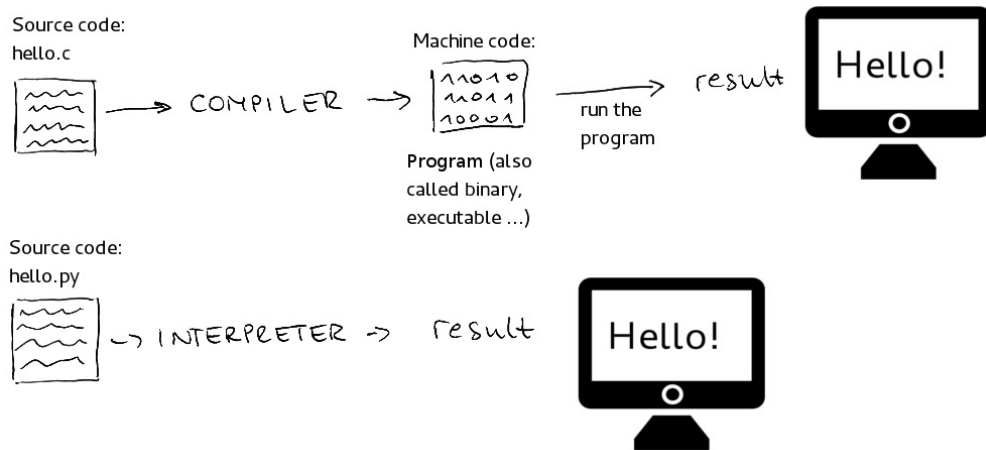 Source code:
hello.c
COMPILER
Machine code:
11010
11011
10001
Program (also
called binary,
executable ...)
run the
program
result
Hello!
Source code:
hello.py
INTERPRETER
result
Hello!